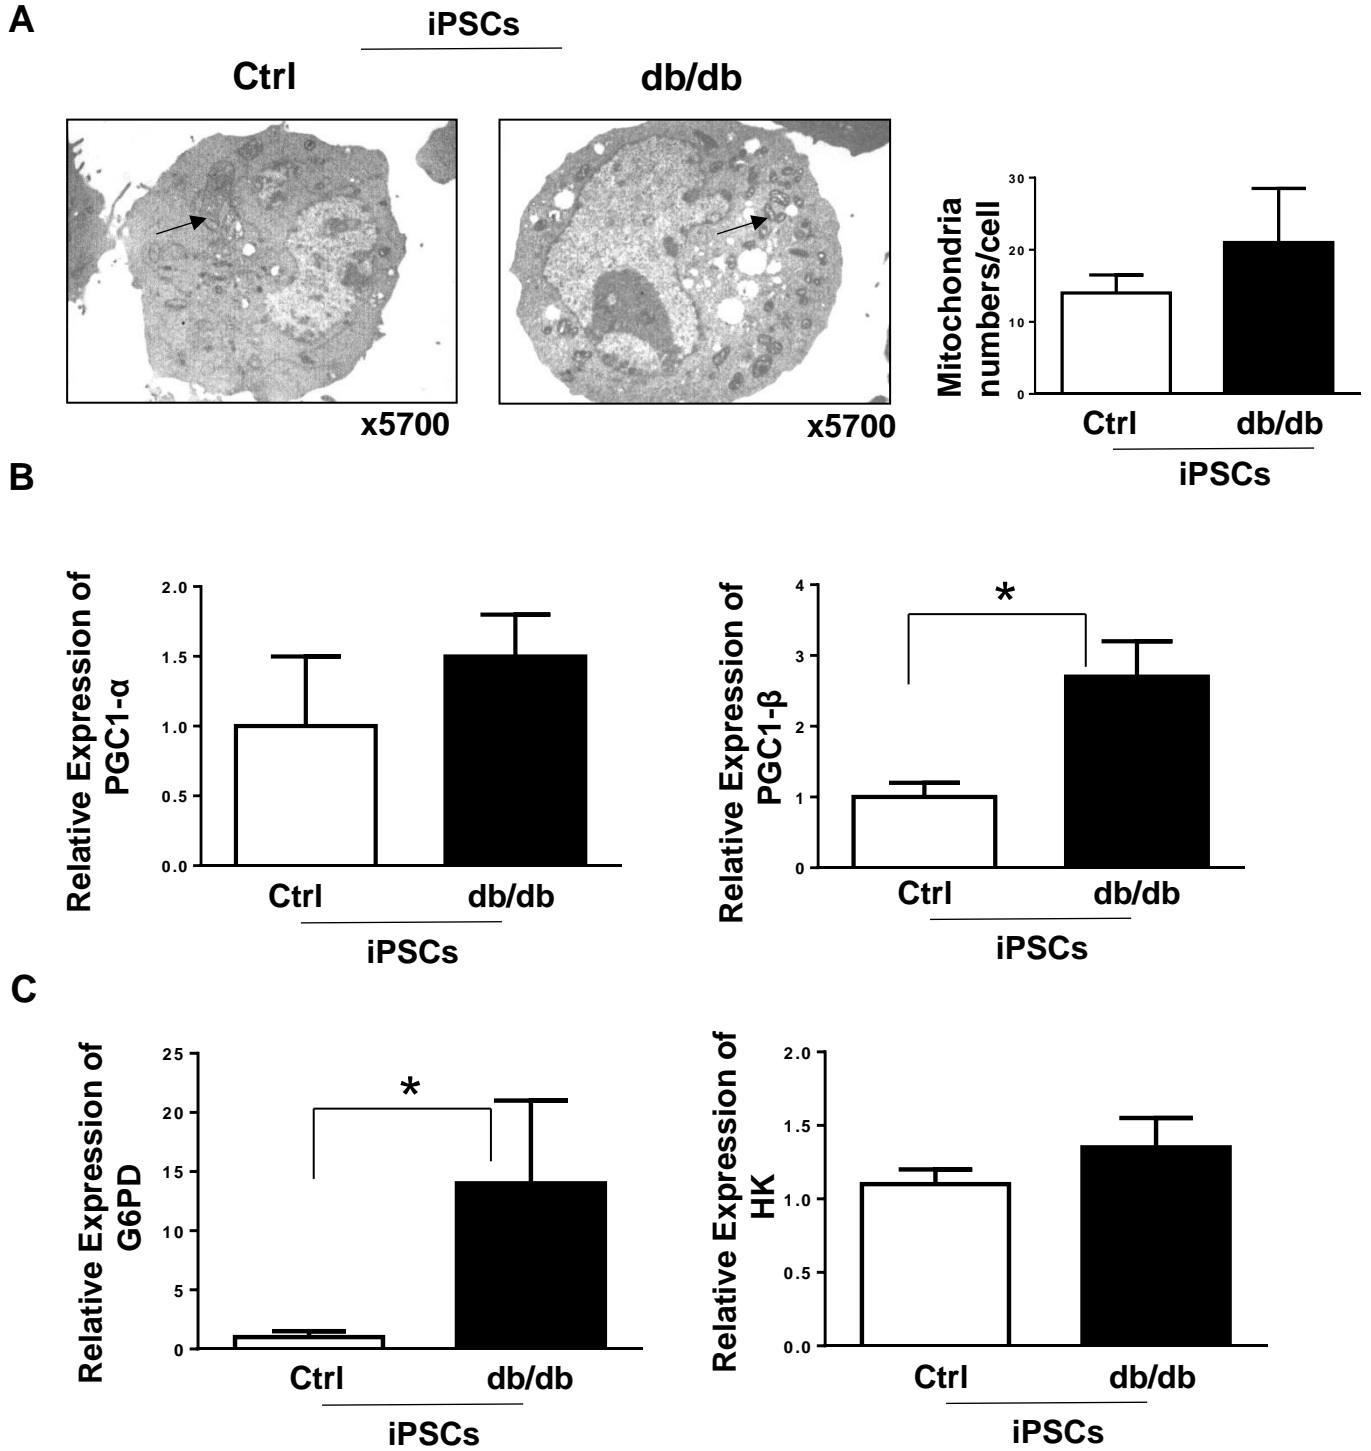 A
iPSCs
Ctrl
db/db
x5700
x5700
Mitochondria
numbers/cell
30
20
10
0
Ctrl
db/db
iPSCs
B
Relative Expression of
PGC1-α
2.0
1.5
1.0
0.5
0.0
Ctrl
db/db
iPSCs
Relative Expression of
PGC1-β
4
3
2
1
0
*
Ctrl
db/db
iPSCs
C
Relative Expression of
G6PD
25
20
15
10
5
0
*
Ctrl
db/db
iPSCs
Relative Expression of
HK
2.0
1.5
1.0
0.5
0.0
Ctrl
db/db
iPSCs